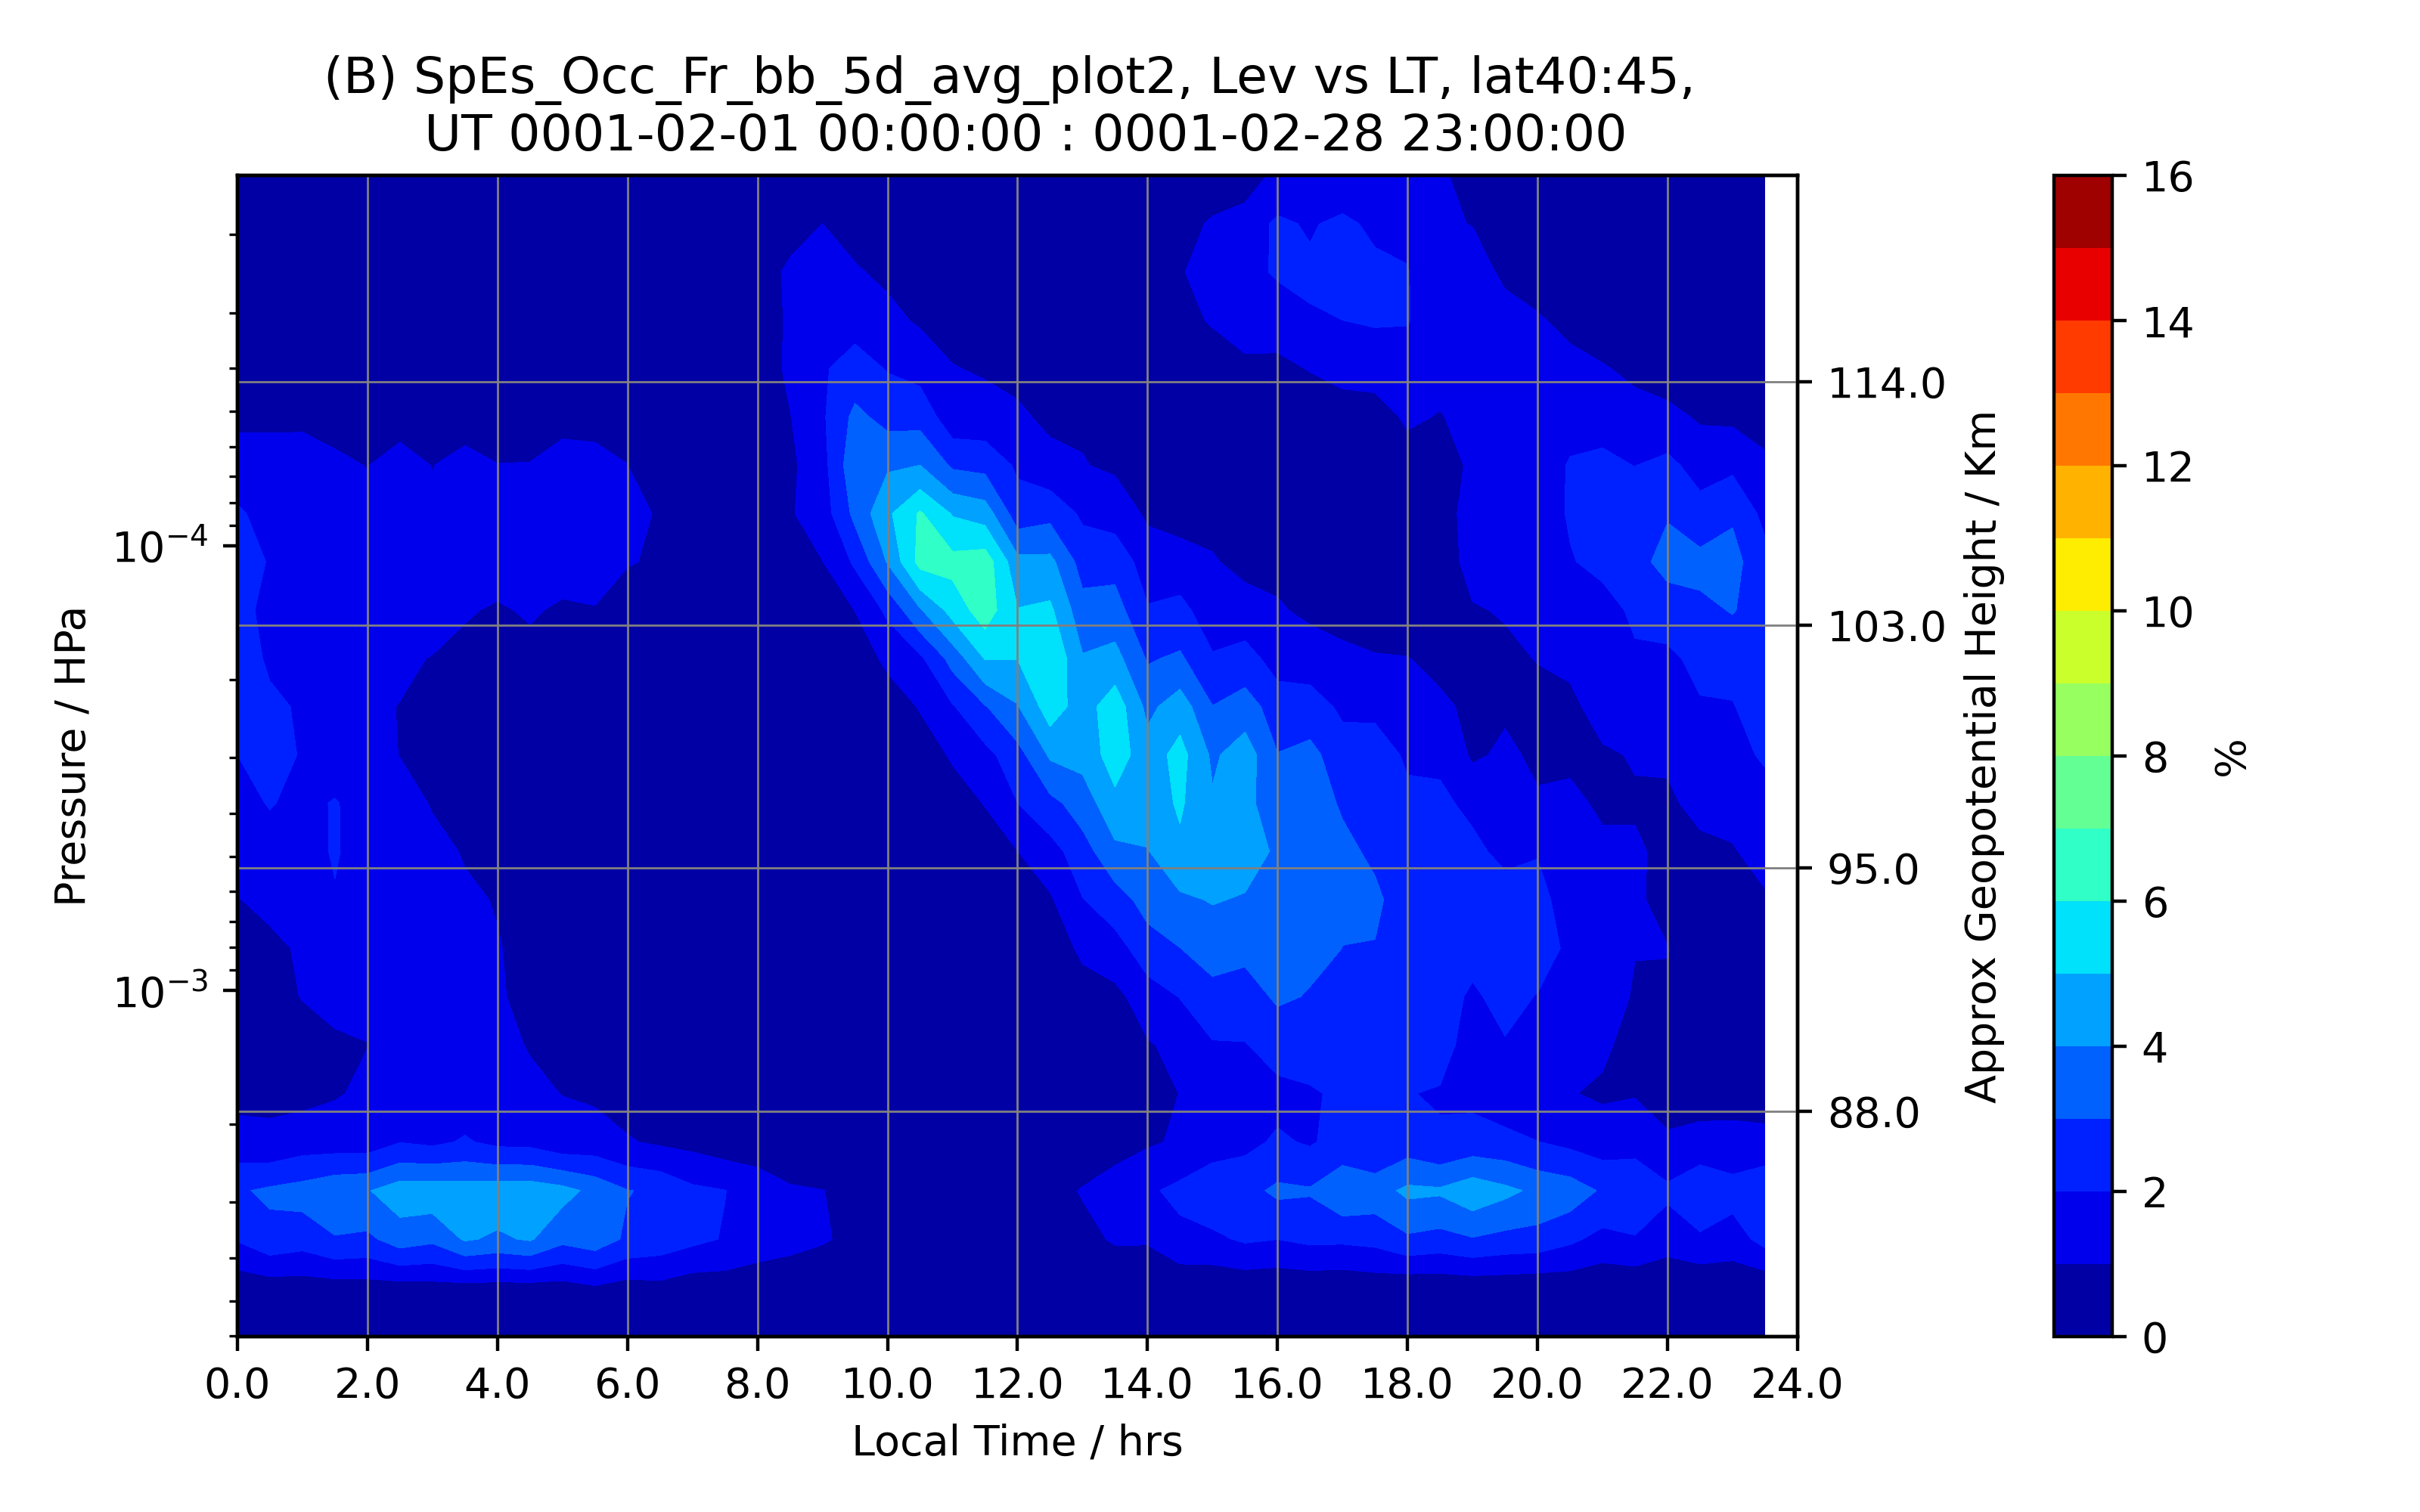 (B) SpEs_Occ_Fr_bb_5d_avg_plot2, Lev vs LT, lat40:45,
UT 0001-02-01 00:00:00 : 0001-02-28 23:00:00
Pressure / HPa
10⁻⁴
10⁻³
0.0 2.0 4.0 6.0 8.0 10.0 12.0 14.0 16.0 18.0 20.0 22.0 24.0
Local Time / hrs
114.0
103.0
95.0
88.0
Approx Geopotential Height / Km
16
14
12
10
8
6
4
2
0
%